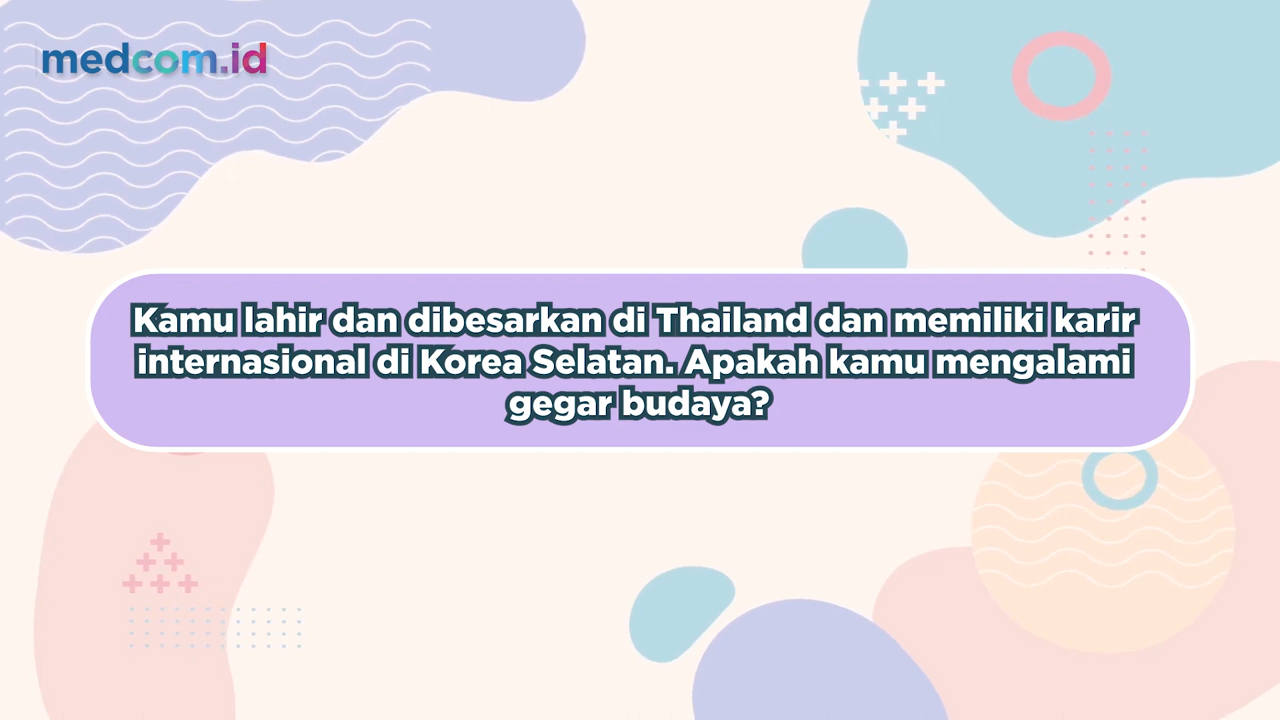 medcom.id
Kamu lahir dan dibesarkan di Thailand dan memiliki karir
internasional di Korea Selatan. Apakah kamu mengalami
gegar budaya?